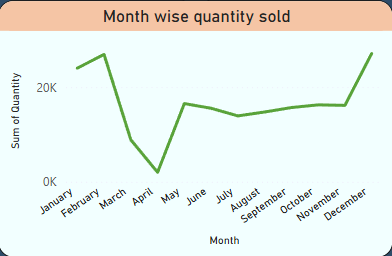 Month wise quantity sold
Sum of Quantity
20K
0K
January
February
March
April
May
June
July
August
September
October
November
December
Month